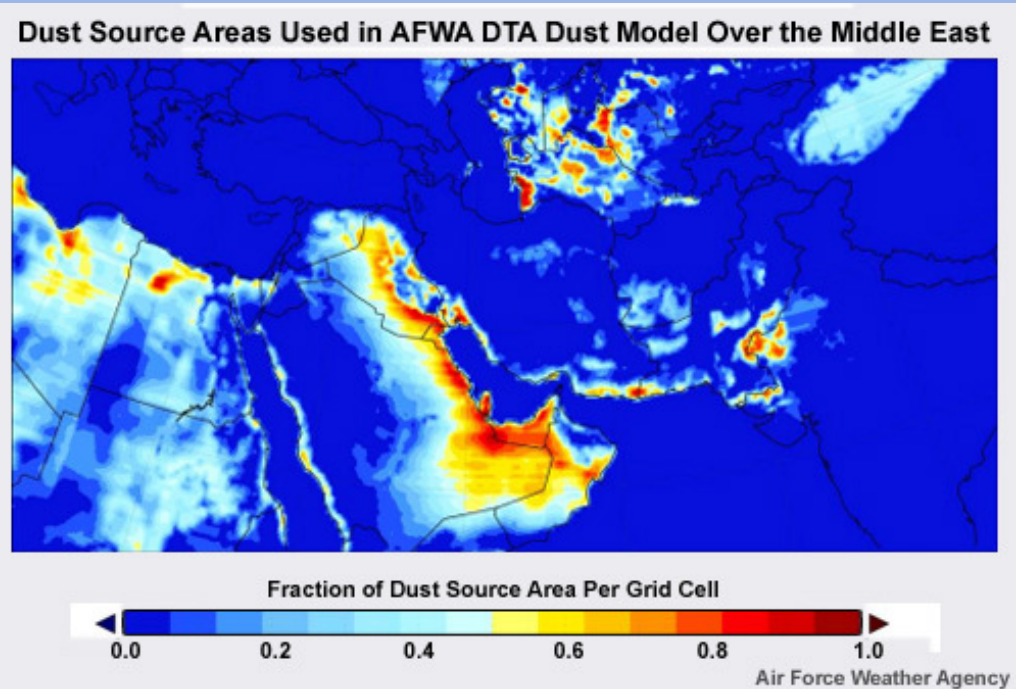 Dust Source Areas Used in AFWA DTA Dust Model Over the Middle East
Fraction of Dust Source Area Per Grid Cell
0.0 0.2 0.4 0.6 0.8 1.0
Air Force Weather Agency